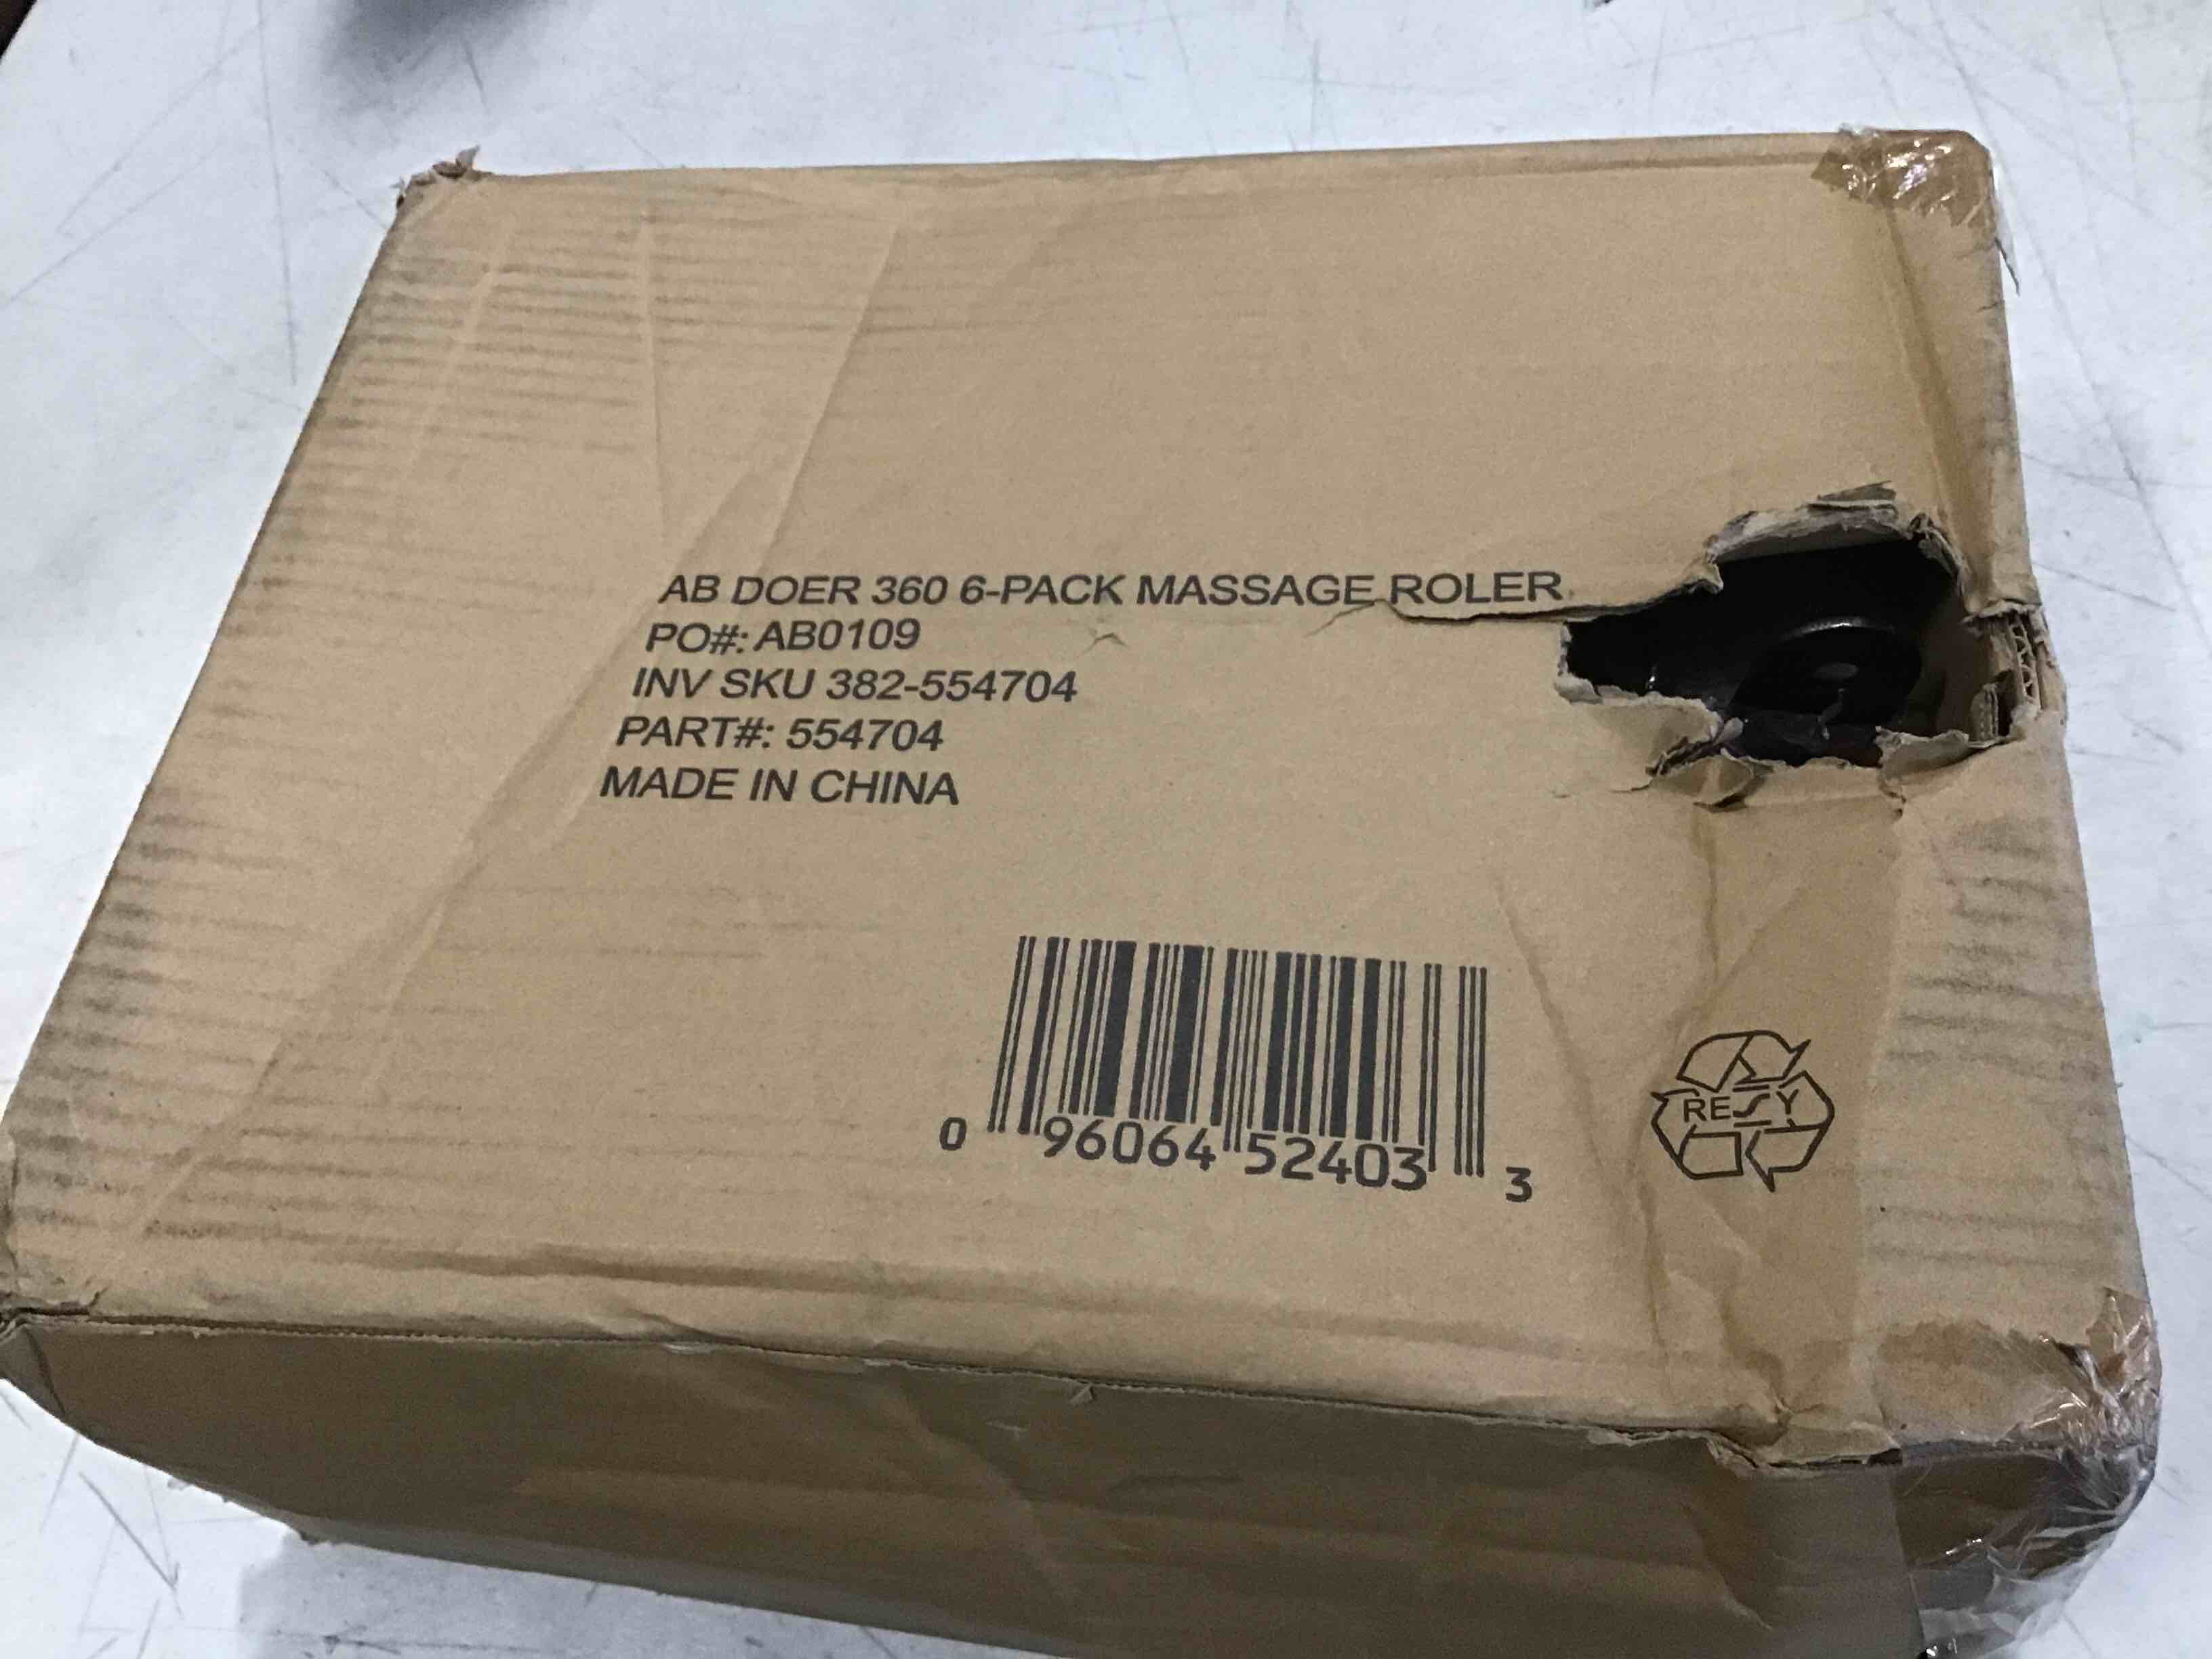 AB DOER 360 6-PACK MASSAGE ROLER
PO#: AB0109
INV SKU 382-554704
PART#: 554704
MADE IN CHINA
0 96064 52403 3
RESY